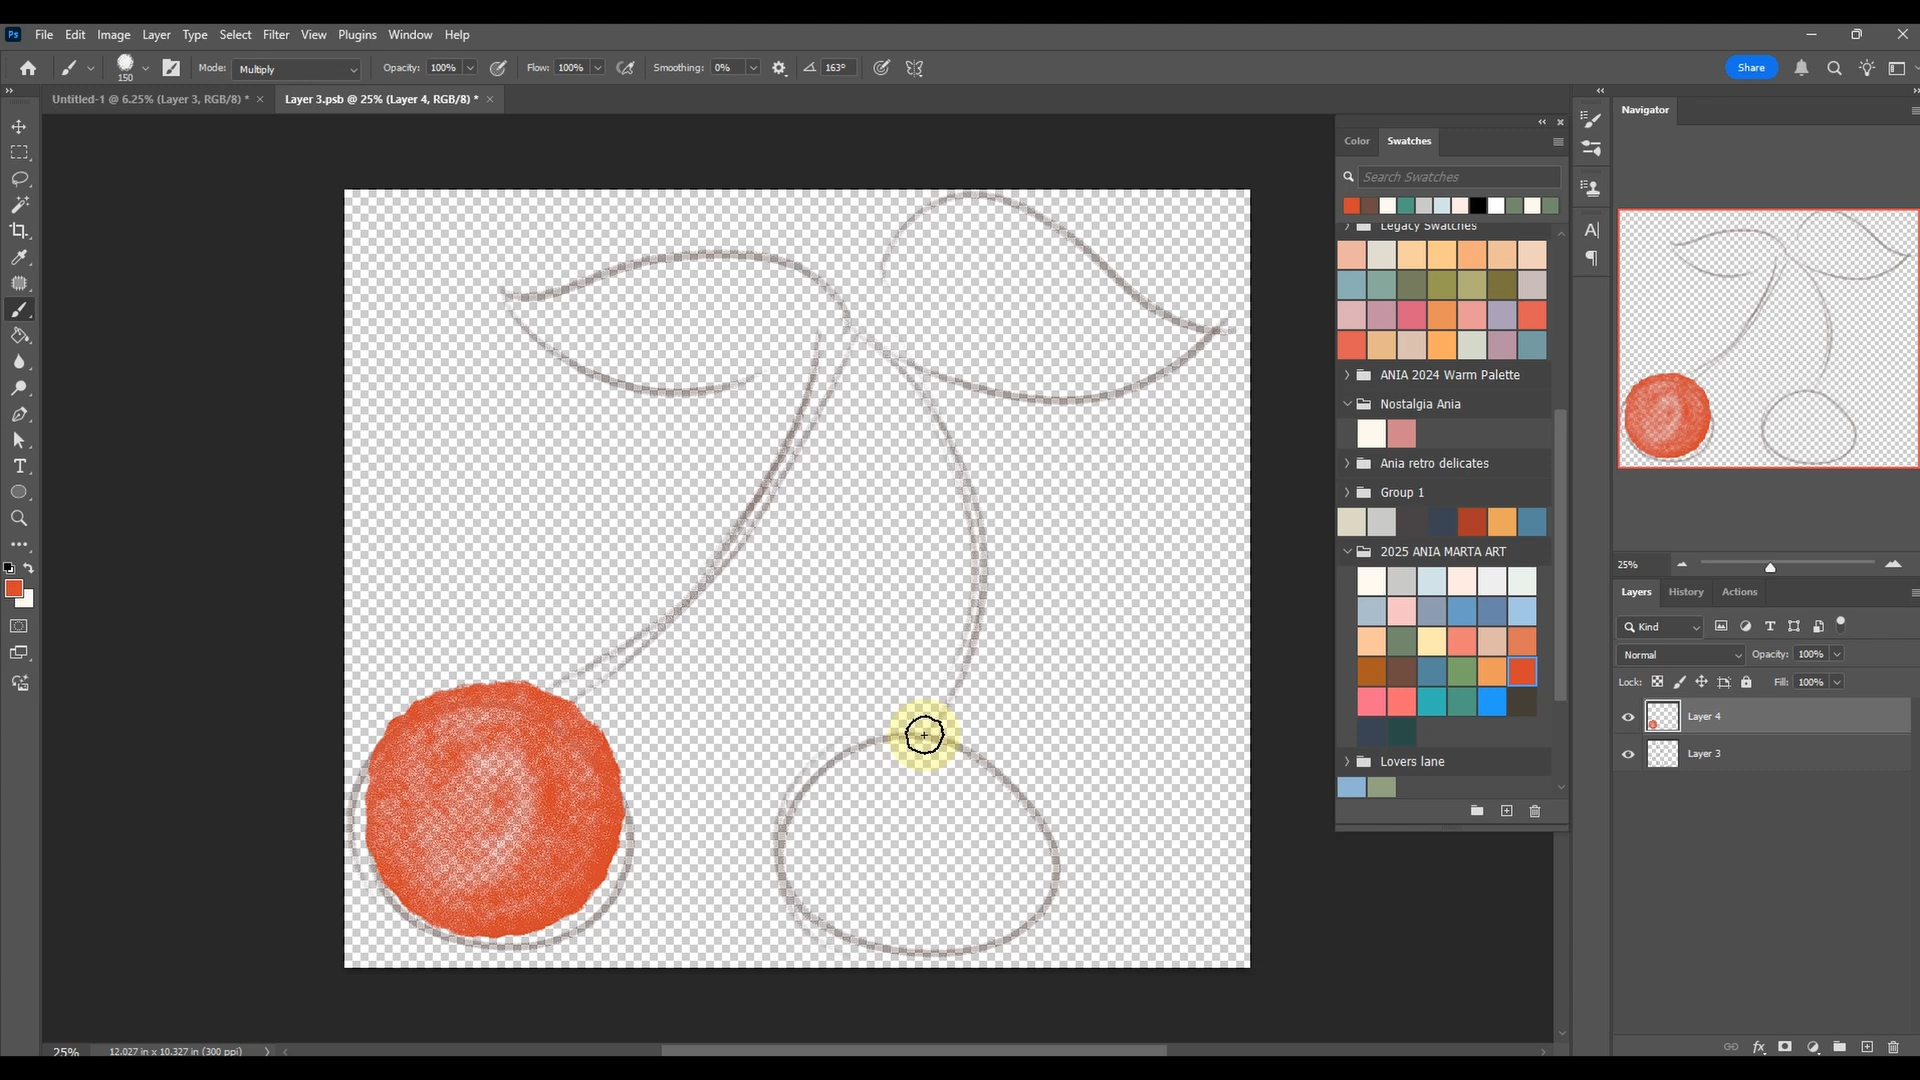 Ps File Edit Image Layer Type Select Filter View Plugins Window Help
150 Mode: Multiply Opacity: 100% Flow: 100% Smoothing: 0% 163° Share
Untitled-1 @ 6.25% (Layer 3, RGB/8) * Layer 3.psb @ 25% (Layer 4, RGB/8) *
Color Swatches
Search Swatches
Legacy Swatches
ANIA 2024 Warm Palette
Nostalgia Ania
Ania retro delicates
Group 1
2025 ANIA MARTA ART
Lovers lane
Navigator
25%
Layers History Actions
Kind
Normal Opacity: 100%
Lock: Fill: 100%
Layer 4
Layer 3
25% 12.027 in x 10.327 in (300 ppi)